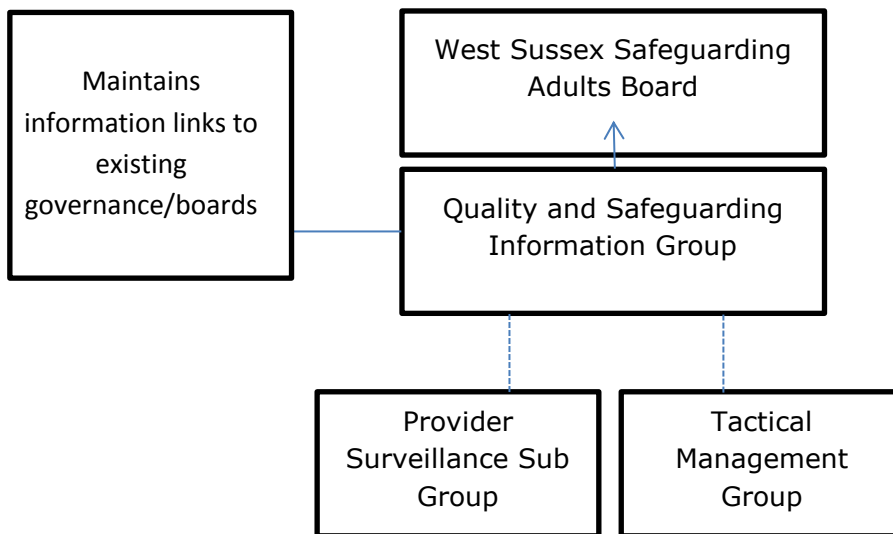 Maintains
information links to
existing
governance/boards
West Sussex Safeguarding
Adults Board
Quality and Safeguarding
Information Group
Provider
Surveillance Sub
Group
Tactical
Management
Group